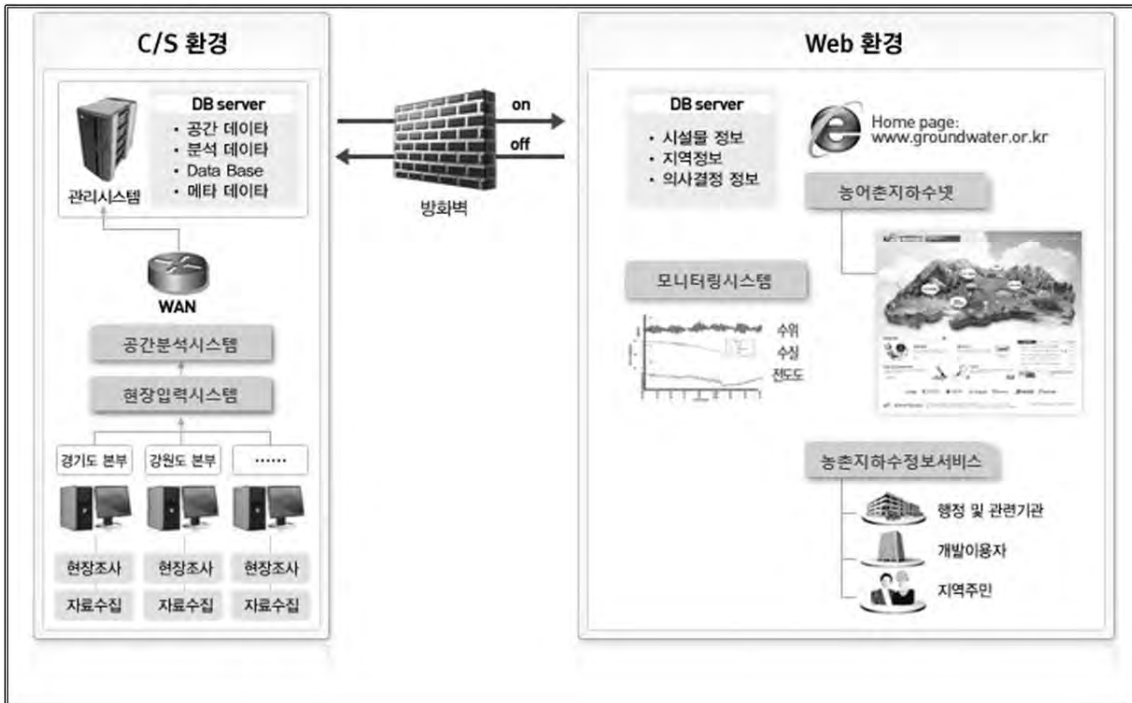 C/S 환경
DB server
• 공간 데이타
• 분석 데이타
• Data Base
• 메타 데이타
관리시스템
WAN
공간분석시스템
현장입력시스템
경기도 본부
강원도 본부
······
현장조사
현장조사
현장조사
자료수집
자료수집
자료수집
on
off
방화벽
Web 환경
DB server
• 시설물 정보
• 지역정보
• 의사결정 정보
Home page:
www.groundwater.or.kr
농어촌지하수넷
모니터링시스템
수위
수질
전도도
농촌지하수정보서비스
행정 및 관련기관
개발이용자
지역주민